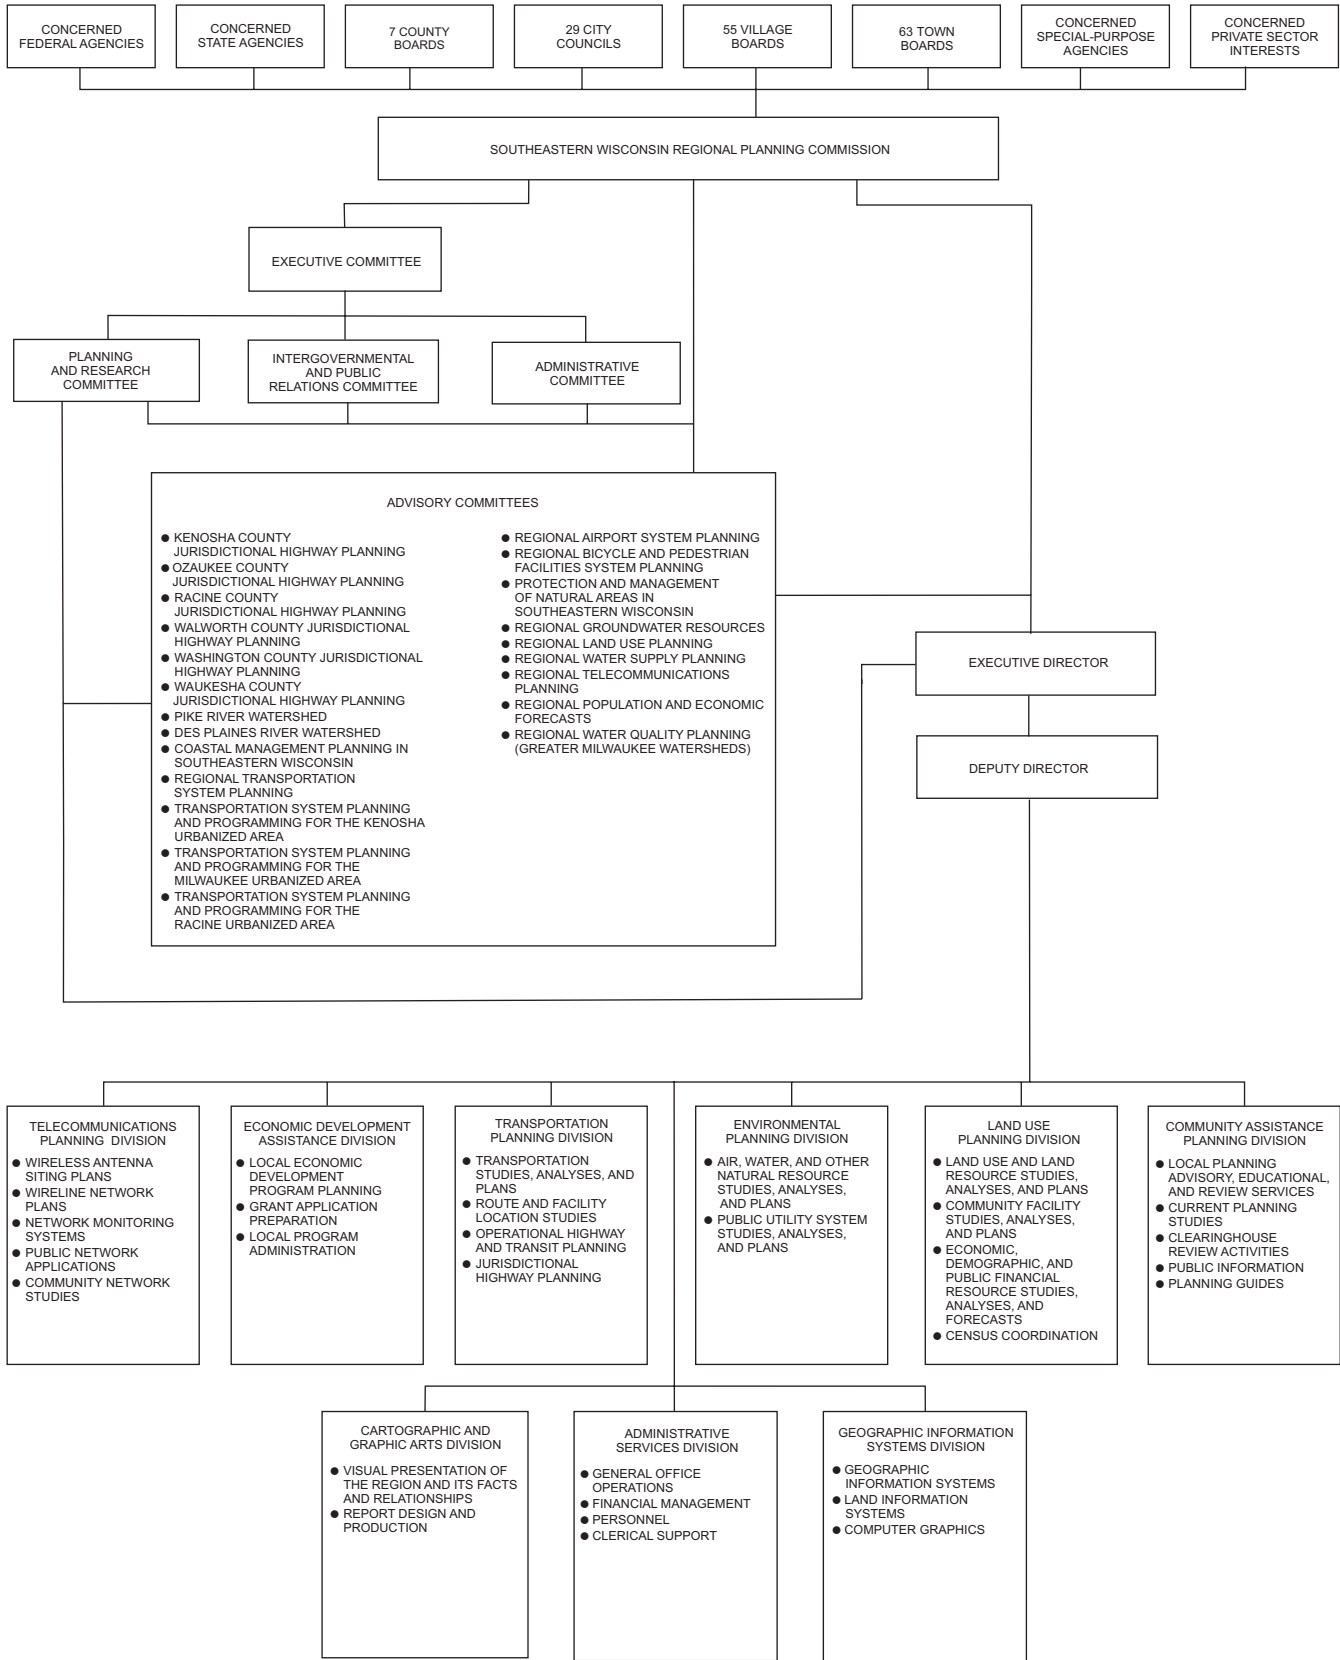 CONCERNED
FEDERAL AGENCIES
CONCERNED
STATE AGENCIES
7 COUNTY
BOARDS
29 CITY
COUNCILS
55 VILLAGE
BOARDS
63 TOWN
BOARDS
CONCERNED
SPECIAL-PURPOSE
AGENCIES
CONCERNED
PRIVATE SECTOR
INTERESTS
SOUTHEASTERN WISCONSIN REGIONAL PLANNING COMMISSION
EXECUTIVE COMMITTEE
PLANNING
AND RESEARCH
COMMITTEE
INTERGOVERNMENTAL
AND PUBLIC
RELATIONS COMMITTEE
ADMINISTRATIVE
COMMITTEE
ADVISORY COMMITTEES
● KENOSHA COUNTY
JURISDICTIONAL HIGHWAY PLANNING
● OZAUKEE COUNTY
JURISDICTIONAL HIGHWAY PLANNING
● RACINE COUNTY
JURISDICTIONAL HIGHWAY PLANNING
● WALWORTH COUNTY JURISDICTIONAL
HIGHWAY PLANNING
● WASHINGTON COUNTY JURISDICTIONAL
HIGHWAY PLANNING
● WAUKESHA COUNTY
JURISDICTIONAL HIGHWAY PLANNING
● PIKE RIVER WATERSHED
● DES PLAINES RIVER WATERSHED
● COASTAL MANAGEMENT PLANNING IN
SOUTHEASTERN WISCONSIN
● REGIONAL TRANSPORTATION
SYSTEM PLANNING
● TRANSPORTATION SYSTEM PLANNING
AND PROGRAMMING FOR THE KENOSHA
URBANIZED AREA
● TRANSPORTATION SYSTEM PLANNING
AND PROGRAMMING FOR THE
MILWAUKEE URBANIZED AREA
● TRANSPORTATION SYSTEM PLANNING
AND PROGRAMMING FOR THE
RACINE URBANIZED AREA
● REGIONAL AIRPORT SYSTEM PLANNING
● REGIONAL BICYCLE AND PEDESTRIAN
FACILITIES SYSTEM PLANNING
● PROTECTION AND MANAGEMENT
OF NATURAL AREAS IN
SOUTHEASTERN WISCONSIN
● REGIONAL GROUNDWATER RESOURCES
● REGIONAL LAND USE PLANNING
● REGIONAL WATER SUPPLY PLANNING
● REGIONAL TELECOMMUNICATIONS
PLANNING
● REGIONAL POPULATION AND ECONOMIC
FORECASTS
● REGIONAL WATER QUALITY PLANNING
(GREATER MILWAUKEE WATERSHEDS)
EXECUTIVE DIRECTOR
DEPUTY DIRECTOR
TELECOMMUNICATIONS
PLANNING DIVISION
● WIRELESS ANTENNA
SITING PLANS
● WIRELINE NETWORK
PLANS
● NETWORK MONITORING
SYSTEMS
● PUBLIC NETWORK
APPLICATIONS
● COMMUNITY NETWORK
STUDIES
ECONOMIC DEVELOPMENT
ASSISTANCE DIVISION
● LOCAL ECONOMIC
DEVELOPMENT
PROGRAM PLANNING
● GRANT APPLICATION
PREPARATION
● LOCAL PROGRAM
ADMINISTRATION
TRANSPORTATION
PLANNING DIVISION
● TRANSPORTATION
STUDIES, ANALYSES, AND
PLANS
● ROUTE AND FACILITY
LOCATION STUDIES
● OPERATIONAL HIGHWAY
AND TRANSIT PLANNING
● JURISDICTIONAL
HIGHWAY PLANNING
ENVIRONMENTAL
PLANNING DIVISION
● AIR, WATER, AND OTHER
NATURAL RESOURCE
STUDIES, ANALYSES,
AND PLANS
● PUBLIC UTILITY SYSTEM
STUDIES, ANALYSES,
AND PLANS
LAND USE
PLANNING DIVISION
● LAND USE AND LAND
RESOURCE STUDIES,
ANALYSES, AND PLANS
● COMMUNITY FACILITY
STUDIES, ANALYSES,
AND PLANS
● ECONOMIC,
DEMOGRAPHIC, AND
PUBLIC FINANCIAL
RESOURCE STUDIES,
ANALYSES, AND
FORECASTS
● CENSUS COORDINATION
COMMUNITY ASSISTANCE
PLANNING DIVISION
● LOCAL PLANNING
ADVISORY, EDUCATIONAL,
AND REVIEW SERVICES
● CURRENT PLANNING
STUDIES
● CLEARINGHOUSE
REVIEW ACTIVITIES
● PUBLIC INFORMATION
● PLANNING GUIDES
CARTOGRAPHIC AND
GRAPHIC ARTS DIVISION
● VISUAL PRESENTATION OF
THE REGION AND ITS FACTS
AND RELATIONSHIPS
● REPORT DESIGN AND
PRODUCTION
ADMINISTRATIVE
SERVICES DIVISION
● GENERAL OFFICE
OPERATIONS
● FINANCIAL MANAGEMENT
● PERSONNEL
● CLERICAL SUPPORT
GEOGRAPHIC INFORMATION
SYSTEMS DIVISION
● GEOGRAPHIC
INFORMATION SYSTEMS
● LAND INFORMATION
SYSTEMS
● COMPUTER GRAPHICS